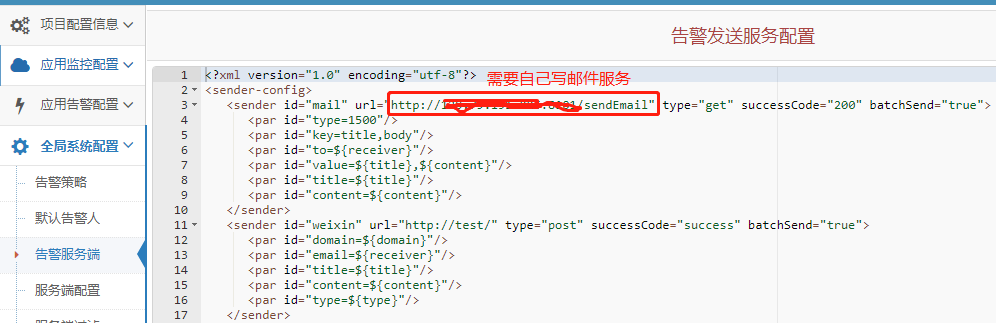 项目配置信息
应用监控配置
应用告警配置
全局系统配置
告警策略
默认告警人
告警服务端
服务端配置
告警发送服务配置
需要自己写邮件服务
1 <?xml version="1.0" encoding="utf-8"?>
2 <sender-config>
3 <sender id="mail" url="http:// /sendEmail" type="get" successCode="200" batchSend="true">
4 <par id="type=1500"/>
5 <par id="key=title,body"/>
6 <par id="to=${receiver}"/>
7 <par id="value=${title},${content}"/>
8 <par id="title=${title}"/>
9 <par id="content=${content}"/>
10 </sender>
11 <sender id="weixin" url="http://test/" type="post" successCode="success" batchSend="true">
12 <par id="domain=${domain}"/>
13 <par id="email=${receiver}"/>
14 <par id="title=${title}"/>
15 <par id="content=${content}"/>
16 <par id="type=${type}"/>
17 </sender>